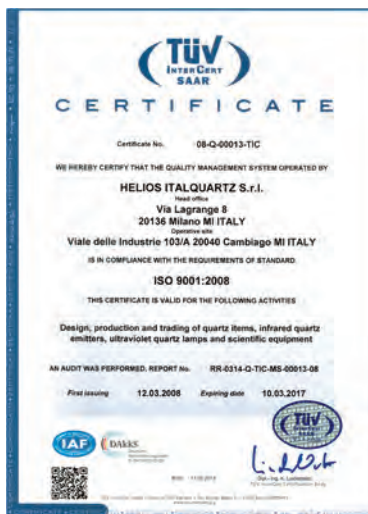 TÜV
INTERCERT
SAAR
CERTIFICATE
Certificate No. 08-Q-00013-TIC
WE HEREBY CERTIFY THAT THE QUALITY MANAGEMENT SYSTEM OPERATED BY
HELIOS ITALQUARTZ S.r.l.
Head office
Via Lagrange 8
20136 Milano MI ITALY
Operative site
Viale delle Industrie 103/A 20040 Cambiago MI ITALY
IS IN COMPLIANCE WITH THE REQUIREMENTS OF STANDARD
ISO 9001:2008
THIS CERTIFICATE IS VALID FOR THE FOLLOWING ACTIVITIES
Design, production and trading of quartz items, infrared quartz
emitters, ultraviolet quartz lamps and scientific equipment
AN AUDIT WAS PERFORMED. REPORT No. RR-0314-Q-TIC-MS-00013-08
First issuing 12.03.2008 Expiring date 10.03.2017
TÜV
INTERCERT
SAAR
IAF
DAkkS